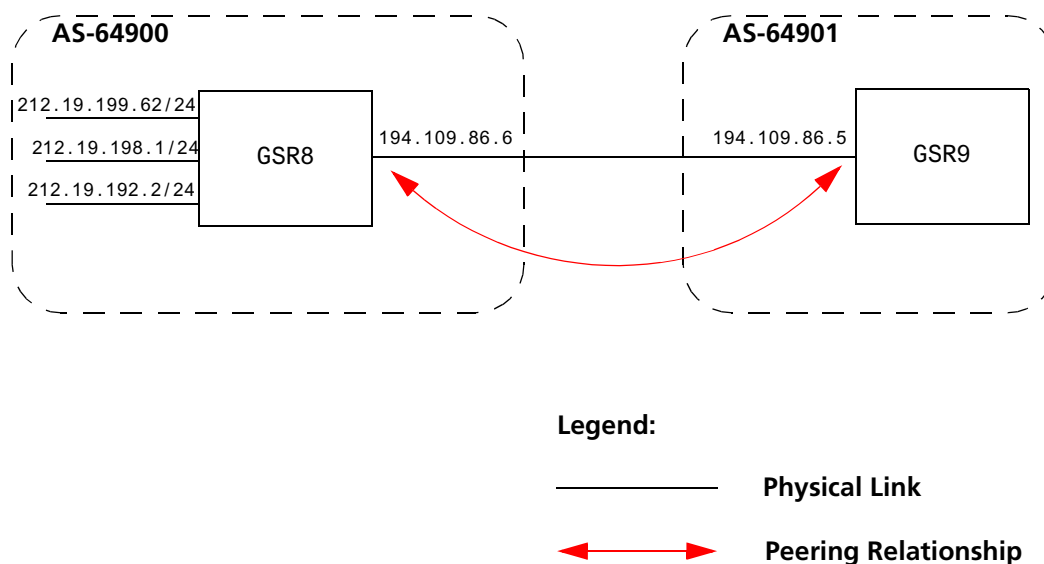 AS-64900
AS-64901
212.19.199.62/24
212.19.198.1/24
212.19.192.2/24
GSR8
194.109.86.6
194.109.86.5
GSR9
Legend:
Physical Link
Peering Relationship